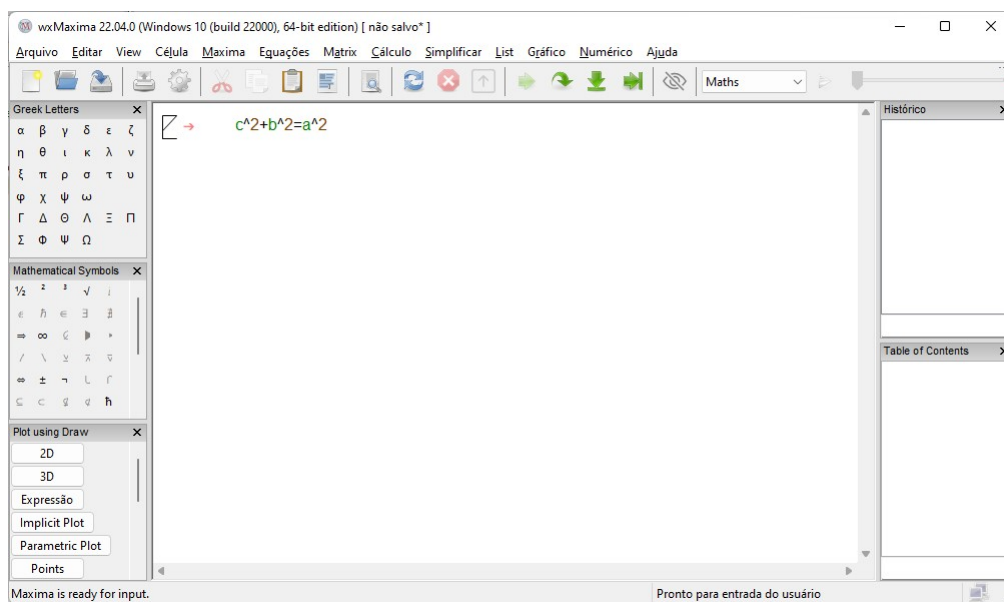 wxMaxima 22.04.0 (Windows 10 (build 22000), 64-bit edition) [ não salvo* ]
Arquivo Editar View Célula Maxima Equações Matrix Cálculo Simplificar List Gráfico Numérico Ajuda
Maths
Greek Letters
α β γ δ ε ζ
η θ ι κ λ ν
ξ π ρ σ τ υ
φ χ ψ ω
Γ Δ Θ Λ Ξ Π
Σ Φ Ψ Ω
Mathematical Symbols
½ ² ³ √ i
e ℏ ∈ ∃ ∄
⇒ ∞
/ \
⇔ ± ¬
⊆ ⊂ ħ
Plot using Draw
2D
3D
Expressão
Implicit Plot
Parametric Plot
Points
c^2+b^2=a^2
Histórico
Table of Contents
Maxima is ready for input.
Pronto para entrada do usuário